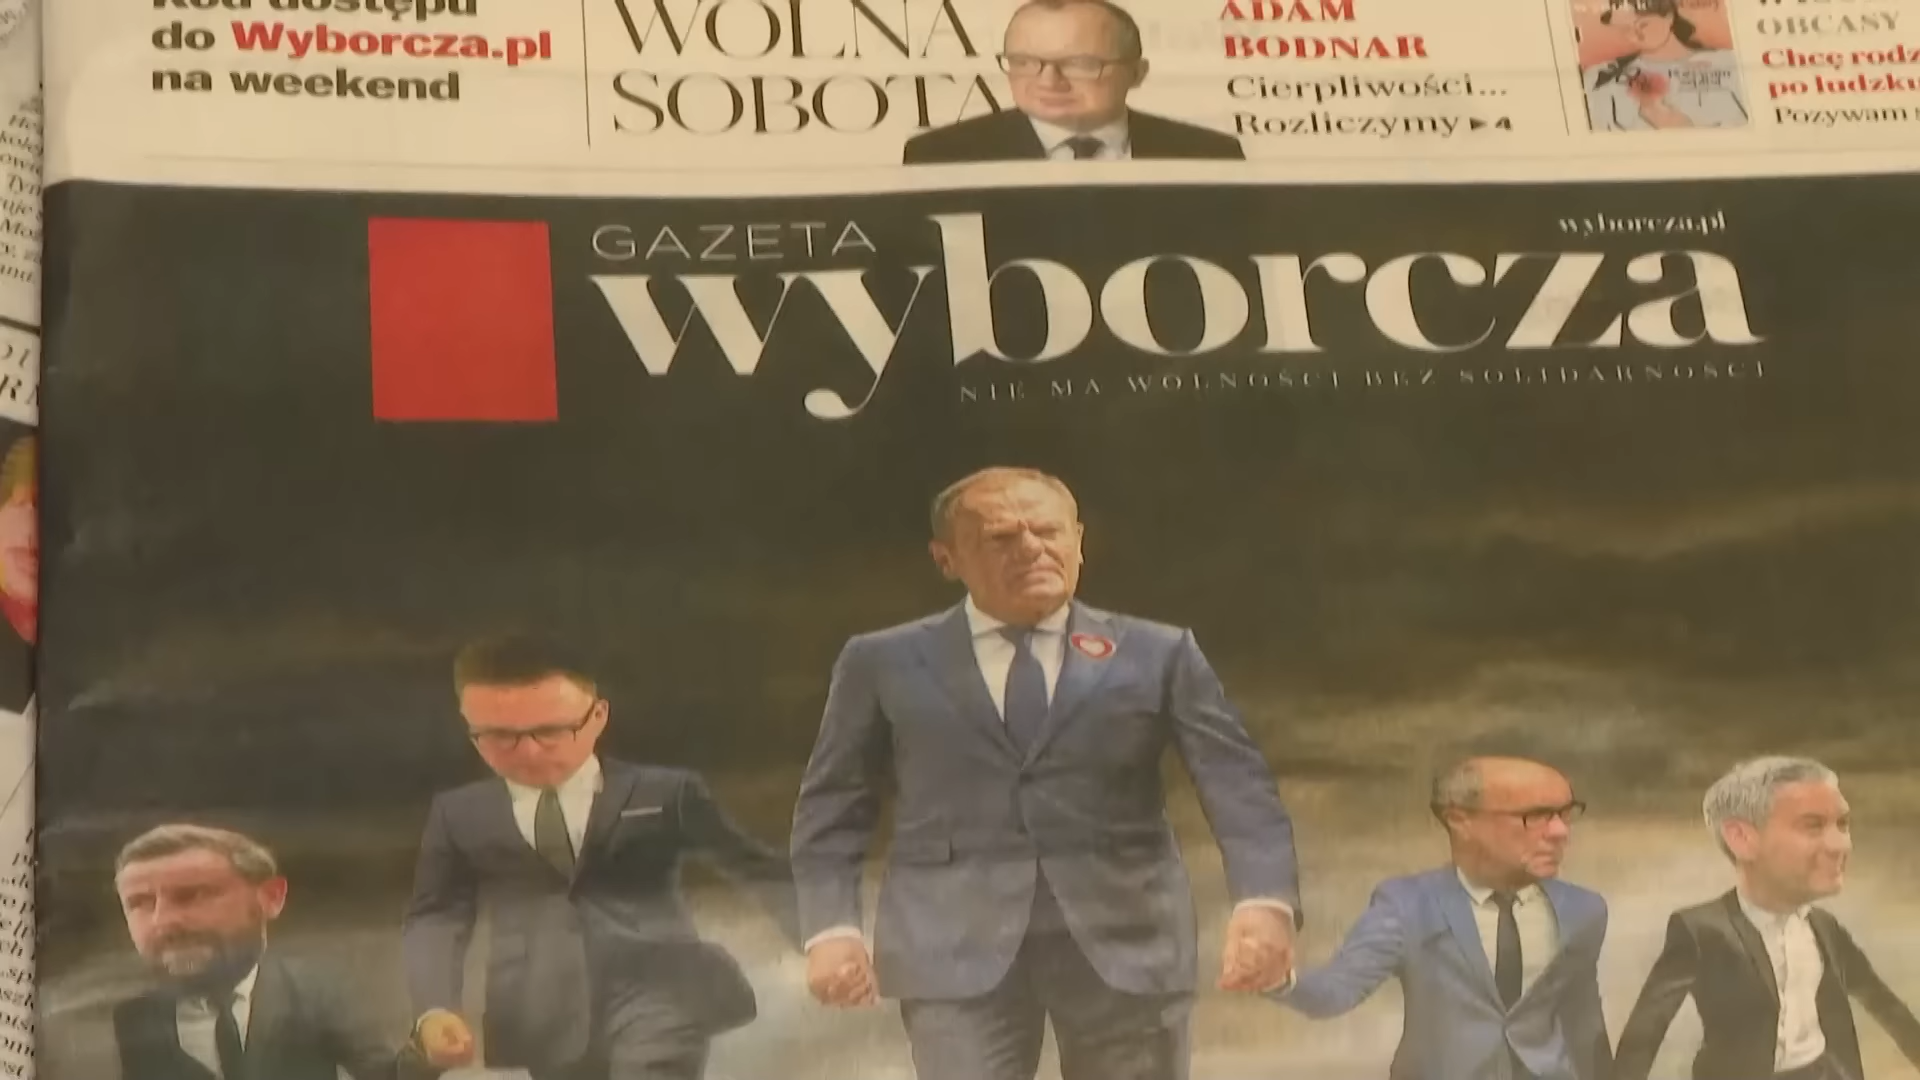 Kod dostępu
do Wyborcza.pl
na weekend
WOLNA
SOBOTA
ADAM
BODNAR
Cierpliwości...
Rozliczymy ▸4
OBCASY
Chcę rodz
po ludzku
Pozywam s
GAZETA
wyborcza
wyborcza.pl
NIE MA WOLNOŚCI BEZ SOLIDARNOŚCI